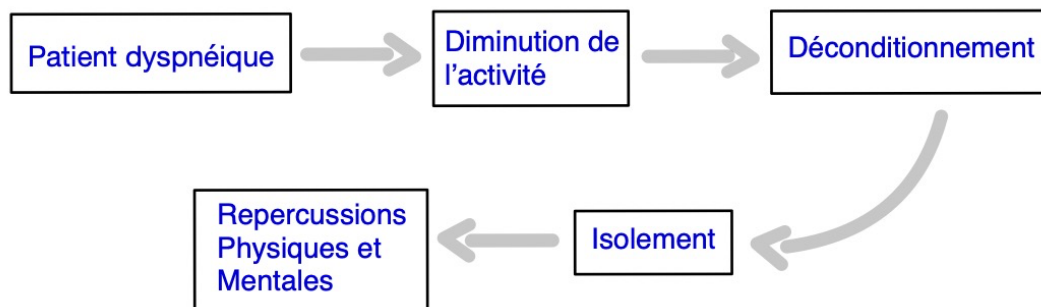 Patient dyspnéique
Diminution de
l'activité
Déconditionnement
Isolement
Repercussions
Physiques et
Mentales